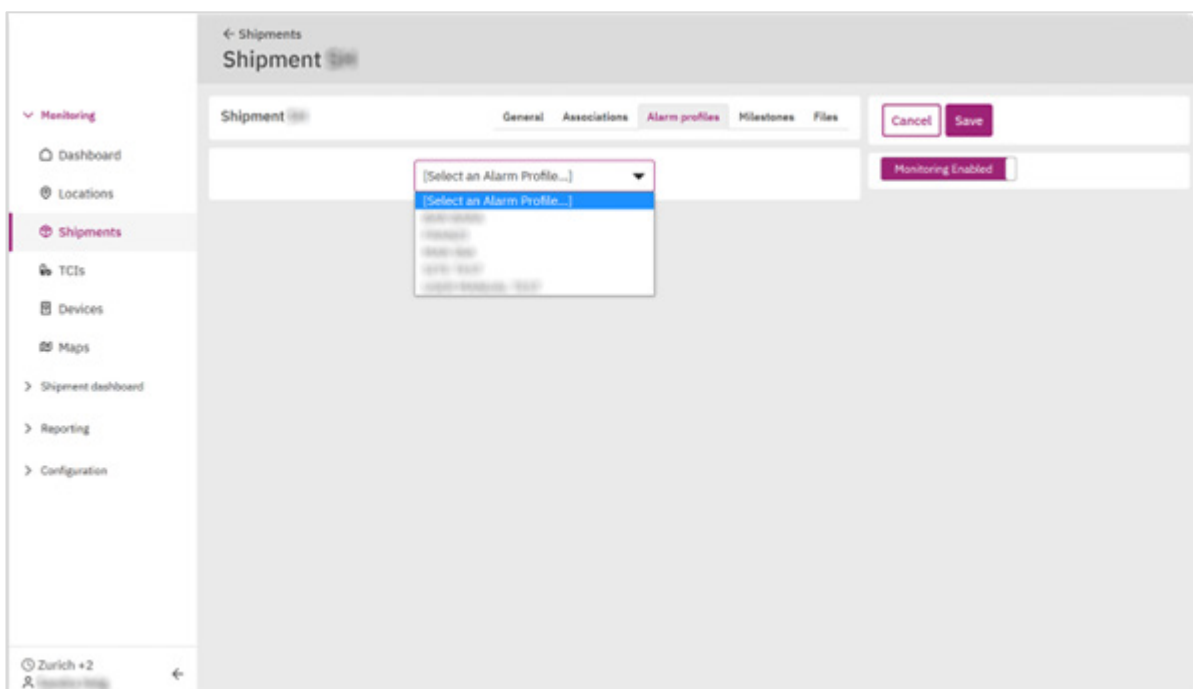 ← Shipments
Shipment
Monitoring
Dashboard
Locations
Shipments
TCIs
Devices
Maps
Shipment dashboard
Reporting
Configuration
Zurich +2
Shipment
General Associations Alarm profiles Milestones Files
[Select an Alarm Profile...]
[Select an Alarm Profile...]
Cancel Save
Monitoring Enabled